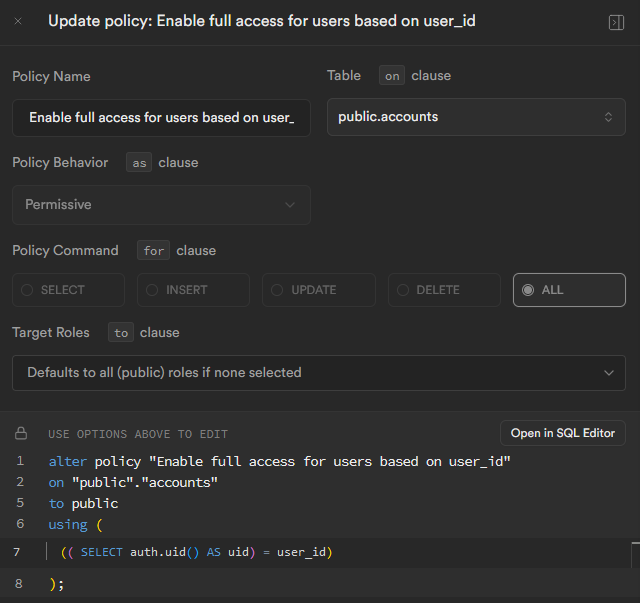 Update policy: Enable full access for users based on user_id
Policy Name
Table on clause
Enable full access for users based on user_
public.accounts
Policy Behavior as clause
Permissive
Policy Command for clause
SELECT INSERT UPDATE DELETE ALL
Target Roles to clause
Defaults to all (public) roles if none selected
USE OPTIONS ABOVE TO EDIT
Open in SQL Editor
1 alter policy "Enable full access for users based on user_id"
2 on "public"."accounts"
5 to public
6 using (
7 (( SELECT auth.uid() AS uid) = user_id)
8 );